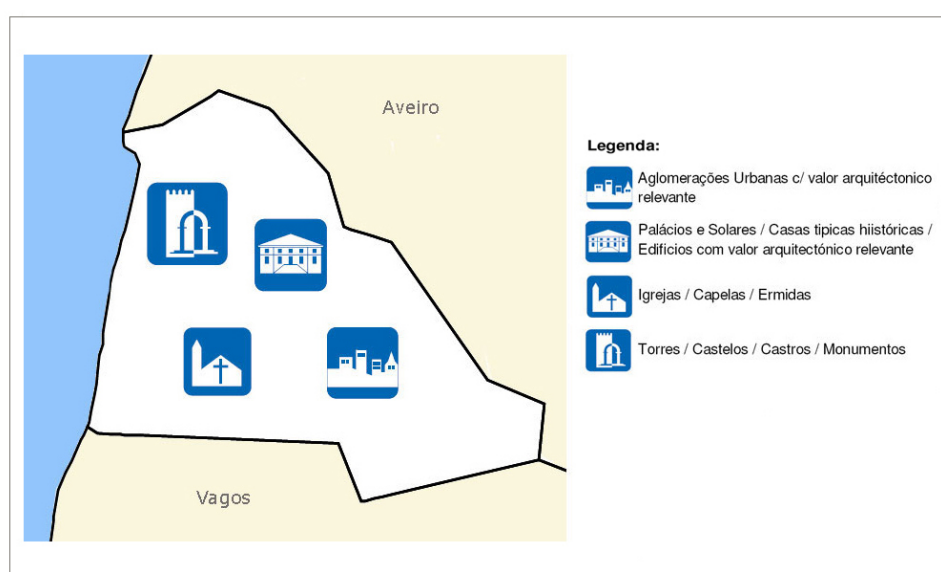 Aveiro
Vagos
Legenda:
Aglomerações Urbanas c/ valor arquitéctonico
relevante
Palácios e Solares / Casas tipicas hiistóricas /
Edifícios com valor arquitectónico relevante
Igrejas / Capelas / Ermidas
Torres / Castelos / Castros / Monumentos